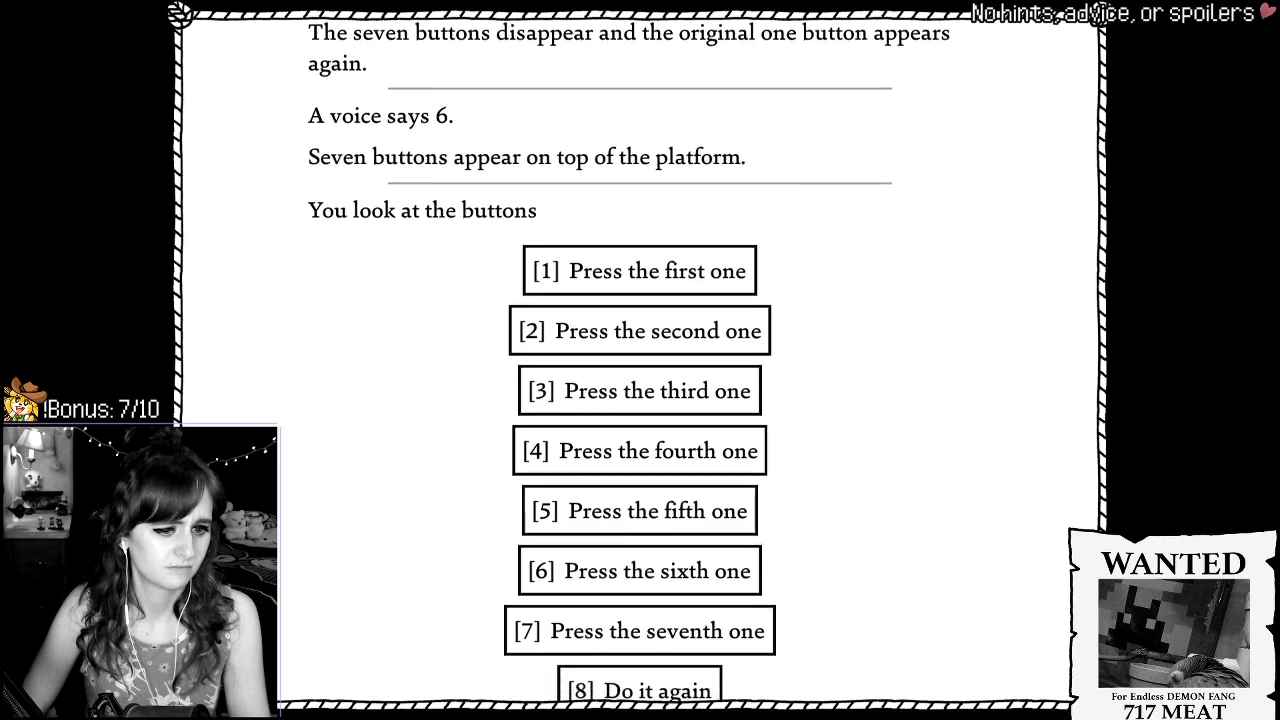 No hints, advice, or spoilers
The seven buttons disappear and the original one button appears
again.
A voice says 6.
Seven buttons appear on top of the platform.
You look at the buttons
[1] Press the first one
[2] Press the second one
[3] Press the third one
[4] Press the fourth one
[5] Press the fifth one
[6] Press the sixth one
[7] Press the seventh one
[8] Do it again
!Bonus: 7/10
WANTED
For Endless DEMON FANG
717 MEAT